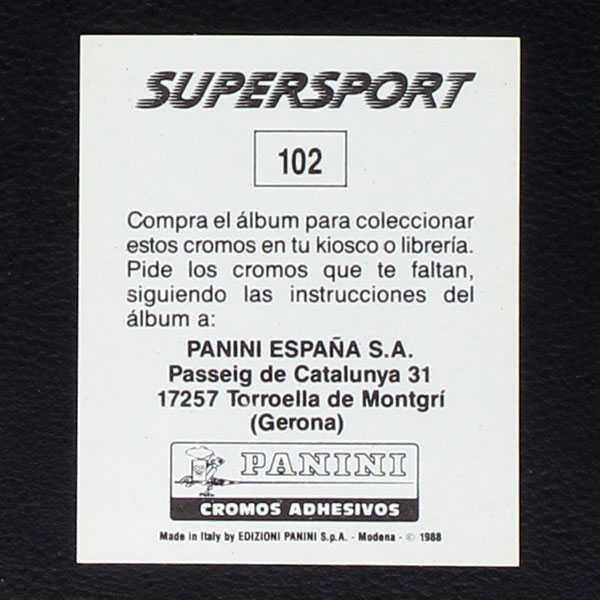 SUPERSPORT
102
Compra el álbum para coleccionar
estos cromos en tu kiosco o librería.
Pide los cromos que te faltan,
siguiendo las instrucciones del
álbum a:
PANINI ESPAÑA S.A.
Passeig de Catalunya 31
17257 Torroella de Montgrí
(Gerona)
PANINI
CROMOS ADHESIVOS
Made in Italy by EDIZIONI PANINI S.p.A. - Modena - © 1988